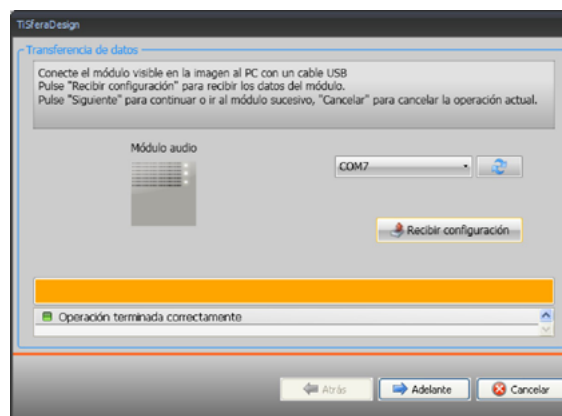 TiSferaDesign
Transferencia de datos
Conecte el módulo visible en la imagen al PC con un cable USB
Pulse "Recibir configuración" para recibir los datos del módulo.
Pulse "Siguiente" para continuar o ir al módulo sucesivo, "Cancelar" para cancelar la operación actual.
Módulo audio
COM7
Recibir configuración
Operación terminada correctamente
Atrás
Adelante
Cancelar